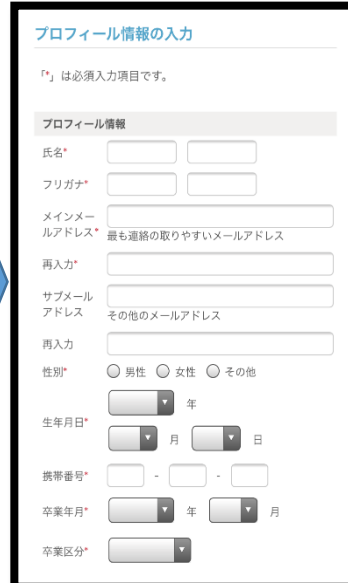 プロフィール情報の入力
「*」は必須入力項目です。
プロフィール情報
氏名*
フリガナ*
メインメー
ルアドレス*
最も連絡の取りやすいメールアドレス
再入力*
サブメール
アドレス
その他のメールアドレス
再入力
性別* 男性 女性 その他
年
生年月日*
月 日
携帯番号* - -
卒業年月* 年 月
卒業区分*